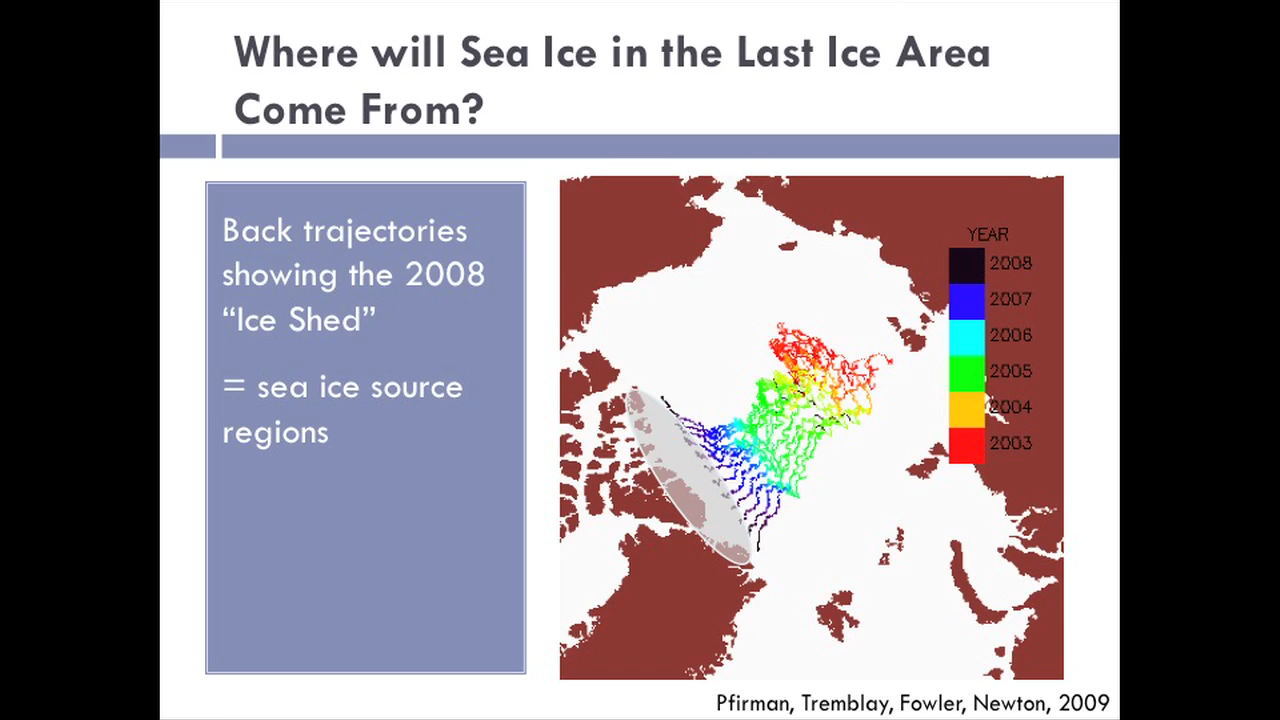 Where will Sea Ice in the Last Ice Area
Come From?
Back trajectories
showing the 2008
“Ice Shed”
= sea ice source
regions
YEAR
2008
2007
2006
2005
2004
2003
Pfirman, Tremblay, Fowler, Newton, 2009